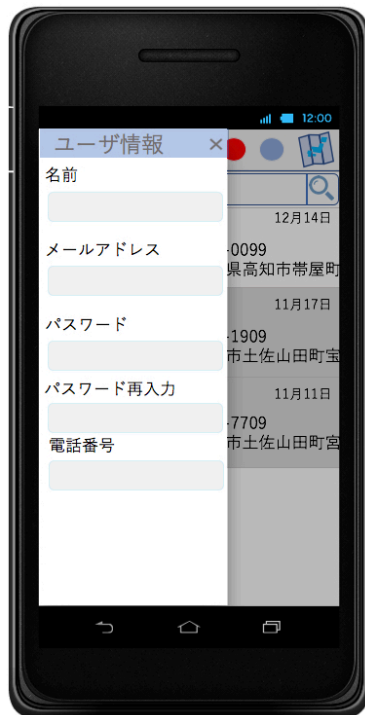 12:00
ユーザ情報 ×
名前
メールアドレス
パスワード
パスワード再入力
電話番号
12月14日
-0099
県高知市帯屋町
11月17日
-1909
市土佐山田町宝
11月11日
-7709
市土佐山田町宮